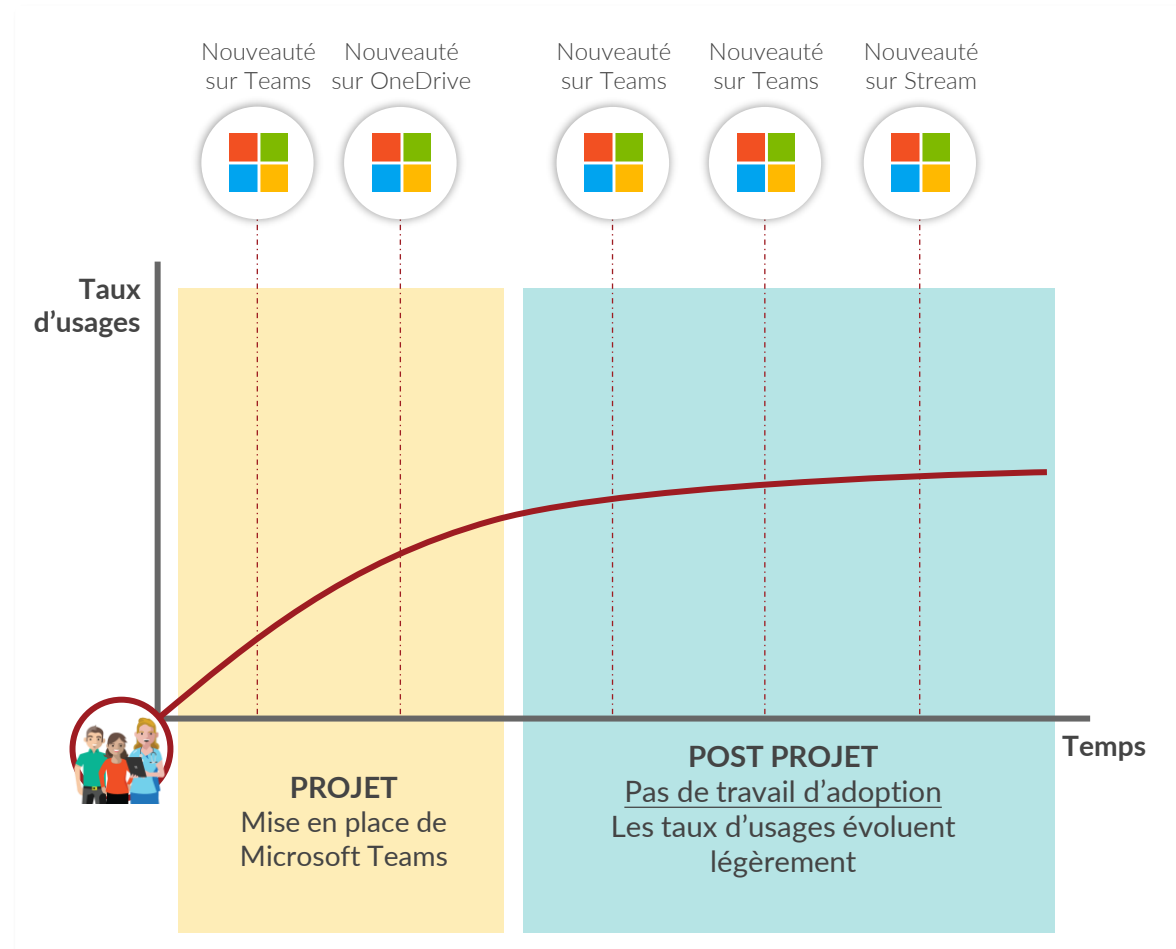 Nouveauté
sur Teams
Nouveauté
sur OneDrive
Nouveauté
sur Teams
Nouveauté
sur Teams
Nouveauté
sur Stream
Taux
d’usages
Temps
PROJET
Mise en place de
Microsoft Teams
POST PROJET
Pas de travail d’adoption
Les taux d’usages évoluent
légèrement